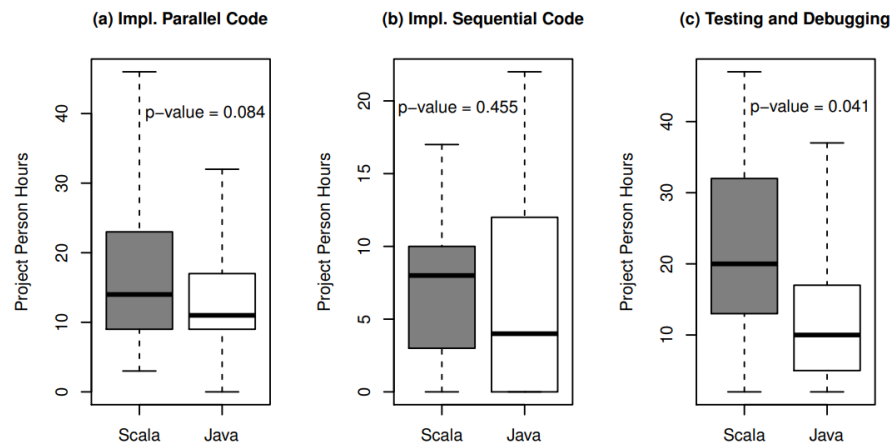 (a) Impl. Parallel Code
Project Person Hours
40
30
20
10
0
p−value = 0.084
Scala Java
(b) Impl. Sequential Code
Project Person Hours
20
15
10
5
0
p−value = 0.455
Scala Java
(c) Testing and Debugging
Project Person Hours
40
30
20
10
p−value = 0.041
Scala Java